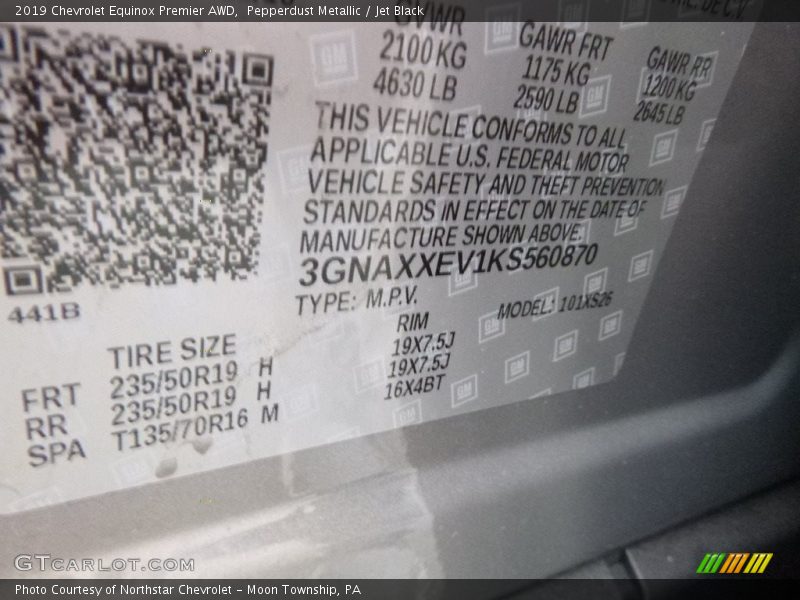 2019 Chevrolet Equinox Premier AWD, Pepperdust Metallic / Jet Black
DE C.V.
GVWR GAWR FRT GAWR RR
2100 KG 1175 KG 1200 KG
4630 LB 2590 LB 2645 LB
THIS VEHICLE CONFORMS TO ALL
APPLICABLE U.S. FEDERAL MOTOR
VEHICLE SAFETY AND THEFT PREVENTION
STANDARDS IN EFFECT ON THE DATE OF
MANUFACTURE SHOWN ABOVE.
3GNAXXEV1KS560870
TYPE: M.P.V. MODEL: 101XS26
441B
TIRE SIZE RIM
FRT 235/50R19 H 19X7.5J
RR 235/50R19 H 19X7.5J
SPA T135/70R16 M 16X4BT
GTCARLOT.COM
Photo Courtesy of Northstar Chevrolet - Moon Township, PA